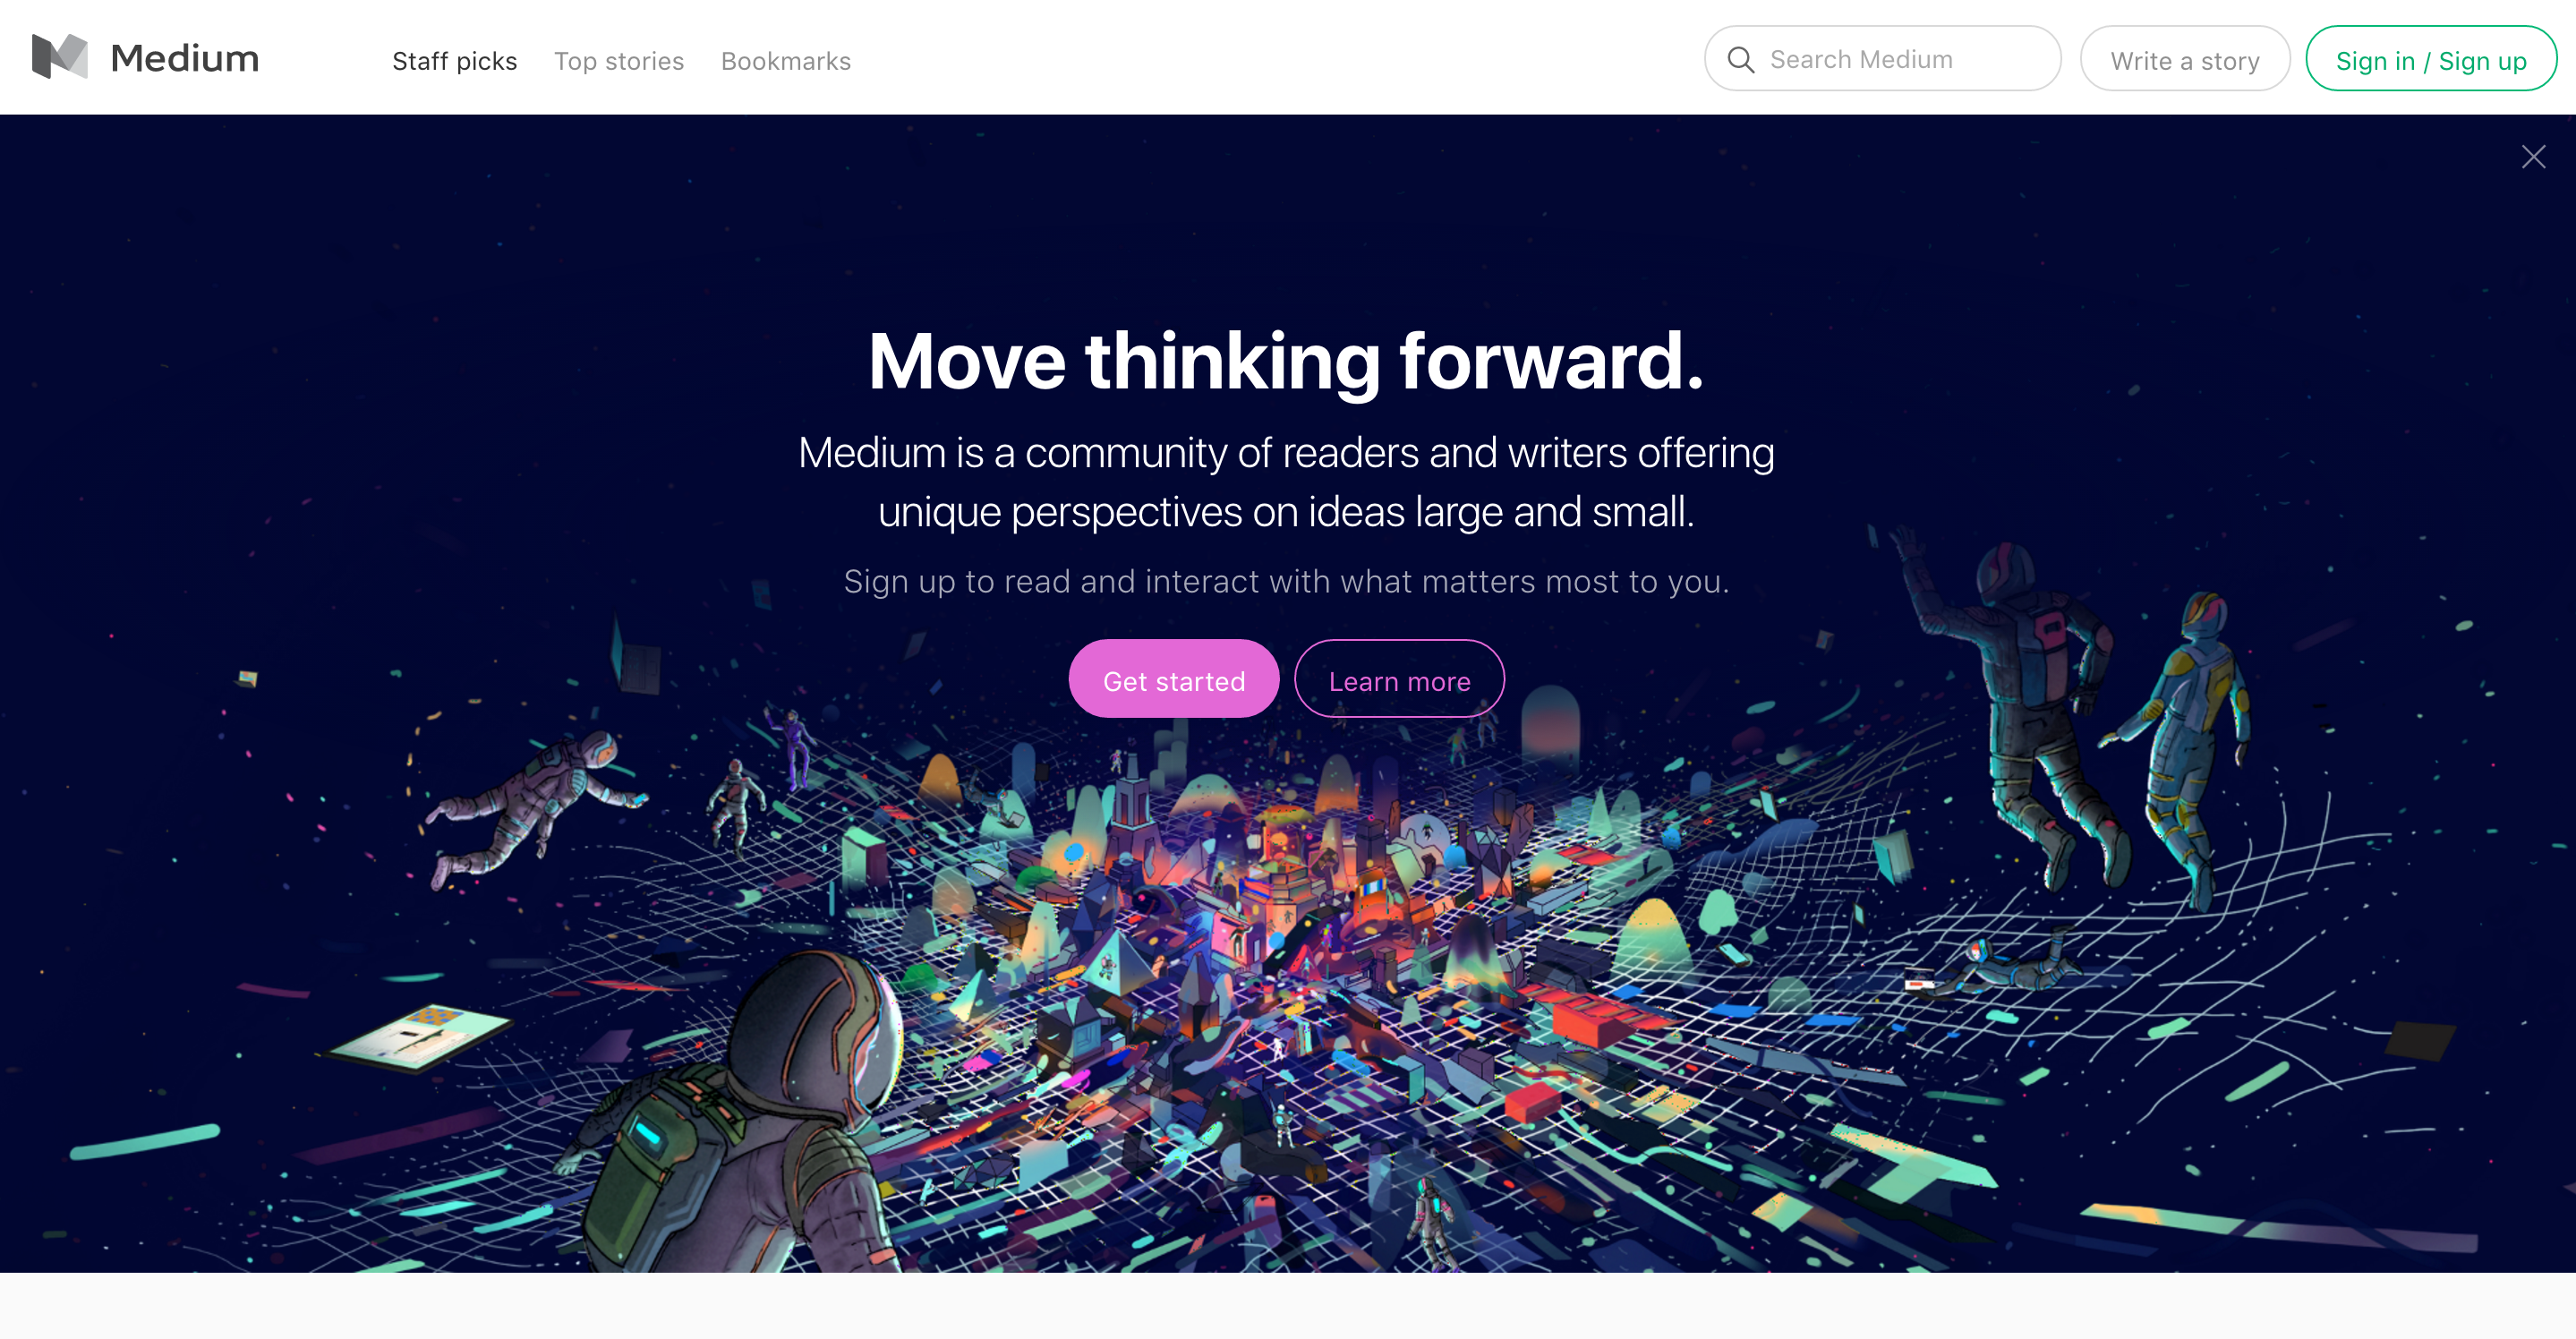 Medium
Staff picks
Top stories
Bookmarks
Search Medium
Write a story
Sign in / Sign up
Move thinking forward.
Medium is a community of readers and writers offering
unique perspectives on ideas large and small.
Sign up to read and interact with what matters most to you.
Get started
Learn more